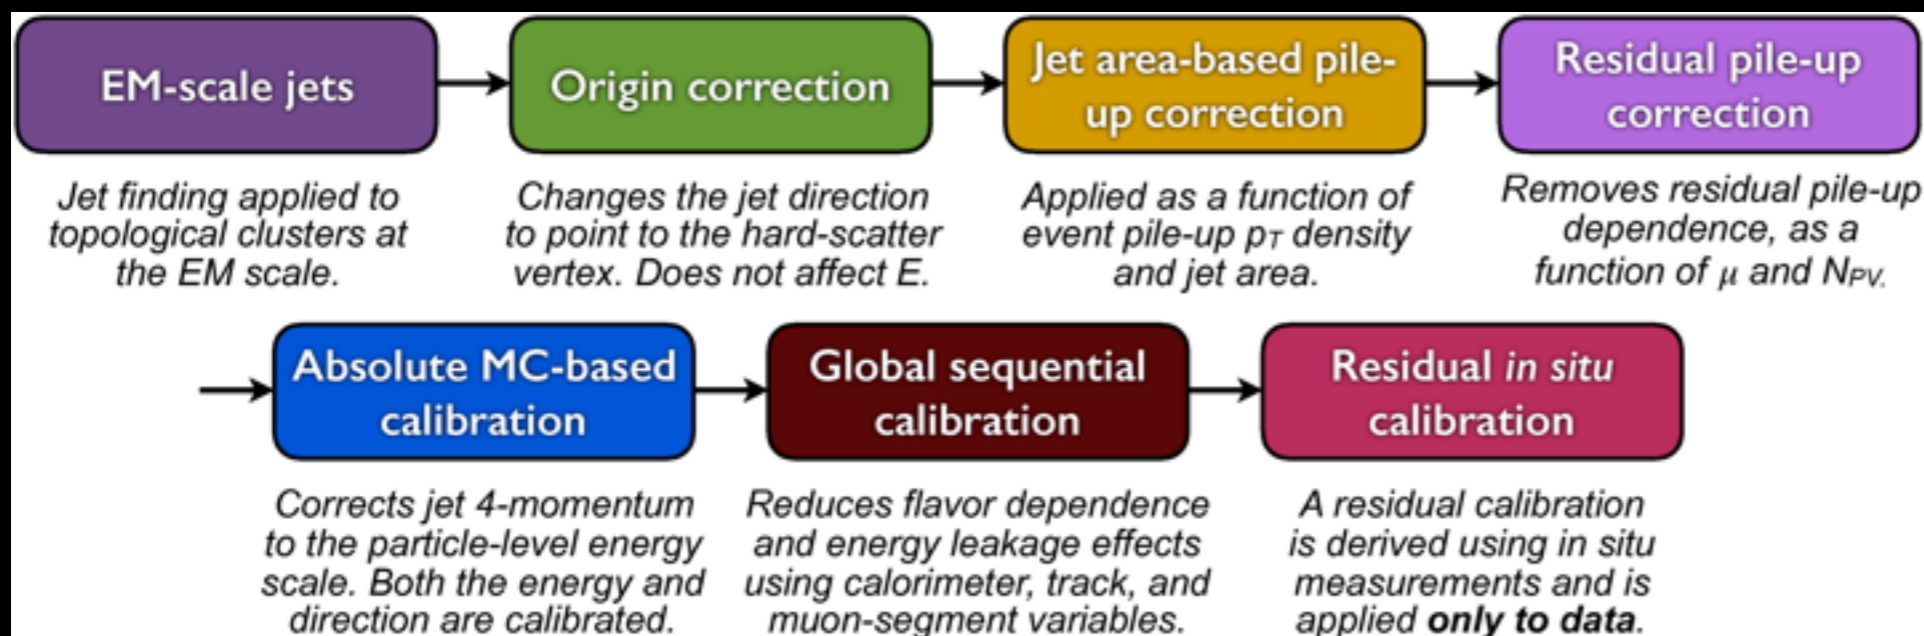 EM-scale jets
Jet finding applied to
topological clusters at
the EM scale.
Origin correction
Changes the jet direction
to point to the hard-scatter
vertex. Does not affect E.
Jet area-based pile-
up correction
Applied as a function of
event pile-up pT density
and jet area.
Residual pile-up
correction
Removes residual pile-up
dependence, as a
function of μ and NPV.
Absolute MC-based
calibration
Corrects jet 4-momentum
to the particle-level energy
scale. Both the energy and
direction are calibrated.
Global sequential
calibration
Reduces flavor dependence
and energy leakage effects
using calorimeter, track, and
muon-segment variables.
Residual in situ
calibration
A residual calibration
is derived using in situ
measurements and is
applied only to data.